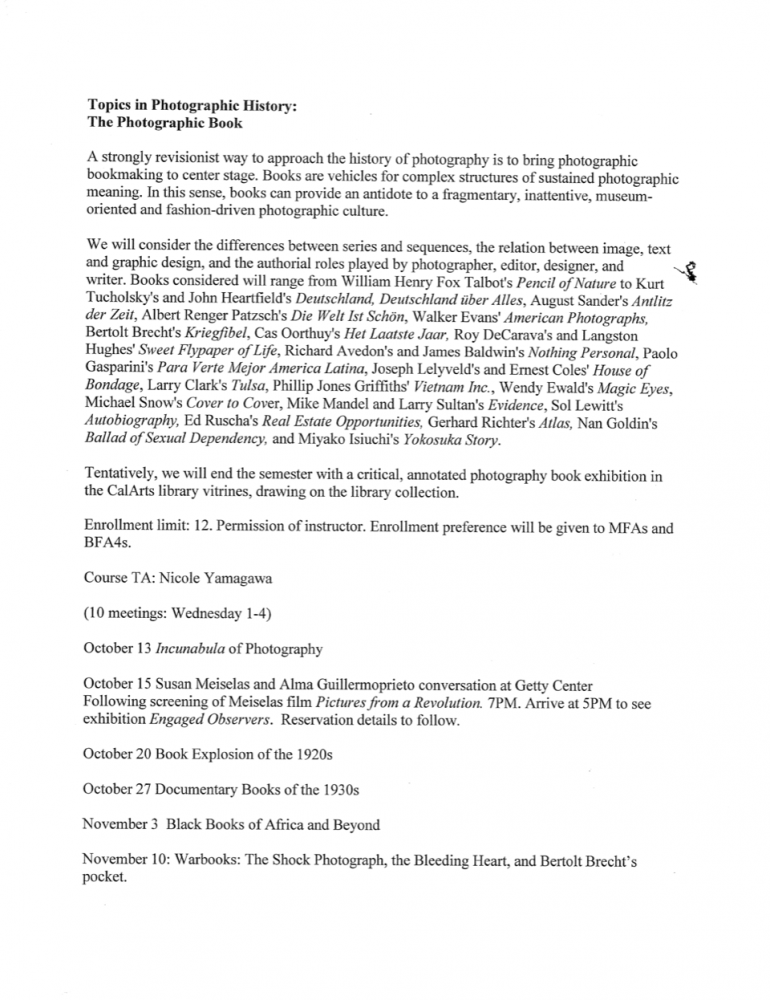 Topics in Photographic History:
The Photographic Book
A strongly revisionist way to approach the history of photography is to bring photographic
bookmaking to center stage. Books are vehicles for complex structures of sustained photographic
meaning. In this sense, books can provide an antidote to a fragmentary, inattentive, museum-
oriented and fashion-driven photographic culture.
We will consider the differences between series and sequences, the relation between image, text
and graphic design, and the authorial roles played by photographer, editor, designer, and
writer. Books considered will range from William Henry Fox Talbot's Pencil of Nature to Kurt
Tucholsky's and John Heartfield's Deutschland, Deutschland über Alles, August Sander's Antlitz
der Zeit, Albert Renger Patzsch's Die Welt Ist Schön, Walker Evans' American Photographs,
Bertolt Brecht's Kriegfibel, Cas Oorthuy's Het Laatste Jaar, Roy DeCarava's and Langston
Hughes' Sweet Flypaper of Life, Richard Avedon's and James Baldwin's Nothing Personal, Paolo
Gasparini's Para Verte Mejor America Latina, Joseph Lelyveld's and Ernest Coles' House of
Bondage, Larry Clark's Tulsa, Phillip Jones Griffiths' Vietnam Inc., Wendy Ewald's Magic Eyes,
Michael Snow's Cover to Cover, Mike Mandel and Larry Sultan's Evidence, Sol Lewitt's
Autobiography, Ed Ruscha's Real Estate Opportunities, Gerhard Richter's Atlas, Nan Goldin's
Ballad of Sexual Dependency, and Miyako Isiuchi's Yokosuka Story.
Tentatively, we will end the semester with a critical, annotated photography book exhibition in
the CalArts library vitrines, drawing on the library collection.
Enrollment limit: 12. Permission of instructor. Enrollment preference will be given to MFAs and
BFA4s.
Course TA: Nicole Yamagawa
(10 meetings: Wednesday 1-4)
October 13 Incunabula of Photography
October 15 Susan Meiselas and Alma Guillermoprieto conversation at Getty Center
Following screening of Meiselas film Pictures from a Revolution. 7PM. Arrive at 5PM to see
exhibition Engaged Observers. Reservation details to follow.
October 20 Book Explosion of the 1920s
October 27 Documentary Books of the 1930s
November 3 Black Books of Africa and Beyond
November 10: Warbooks: The Shock Photograph, the Bleeding Heart, and Bertolt Brecht's
pocket.